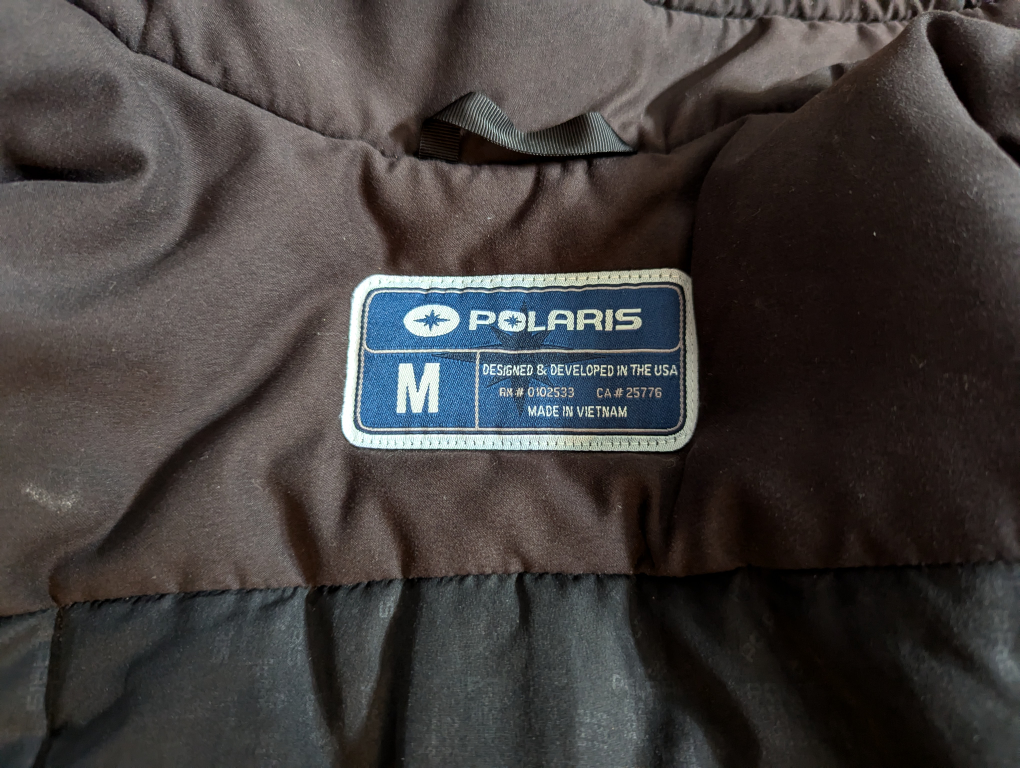 POLARIS
M
DESIGNED & DEVELOPED IN THE USA
RN# 0102533 CA# 25776
MADE IN VIETNAM